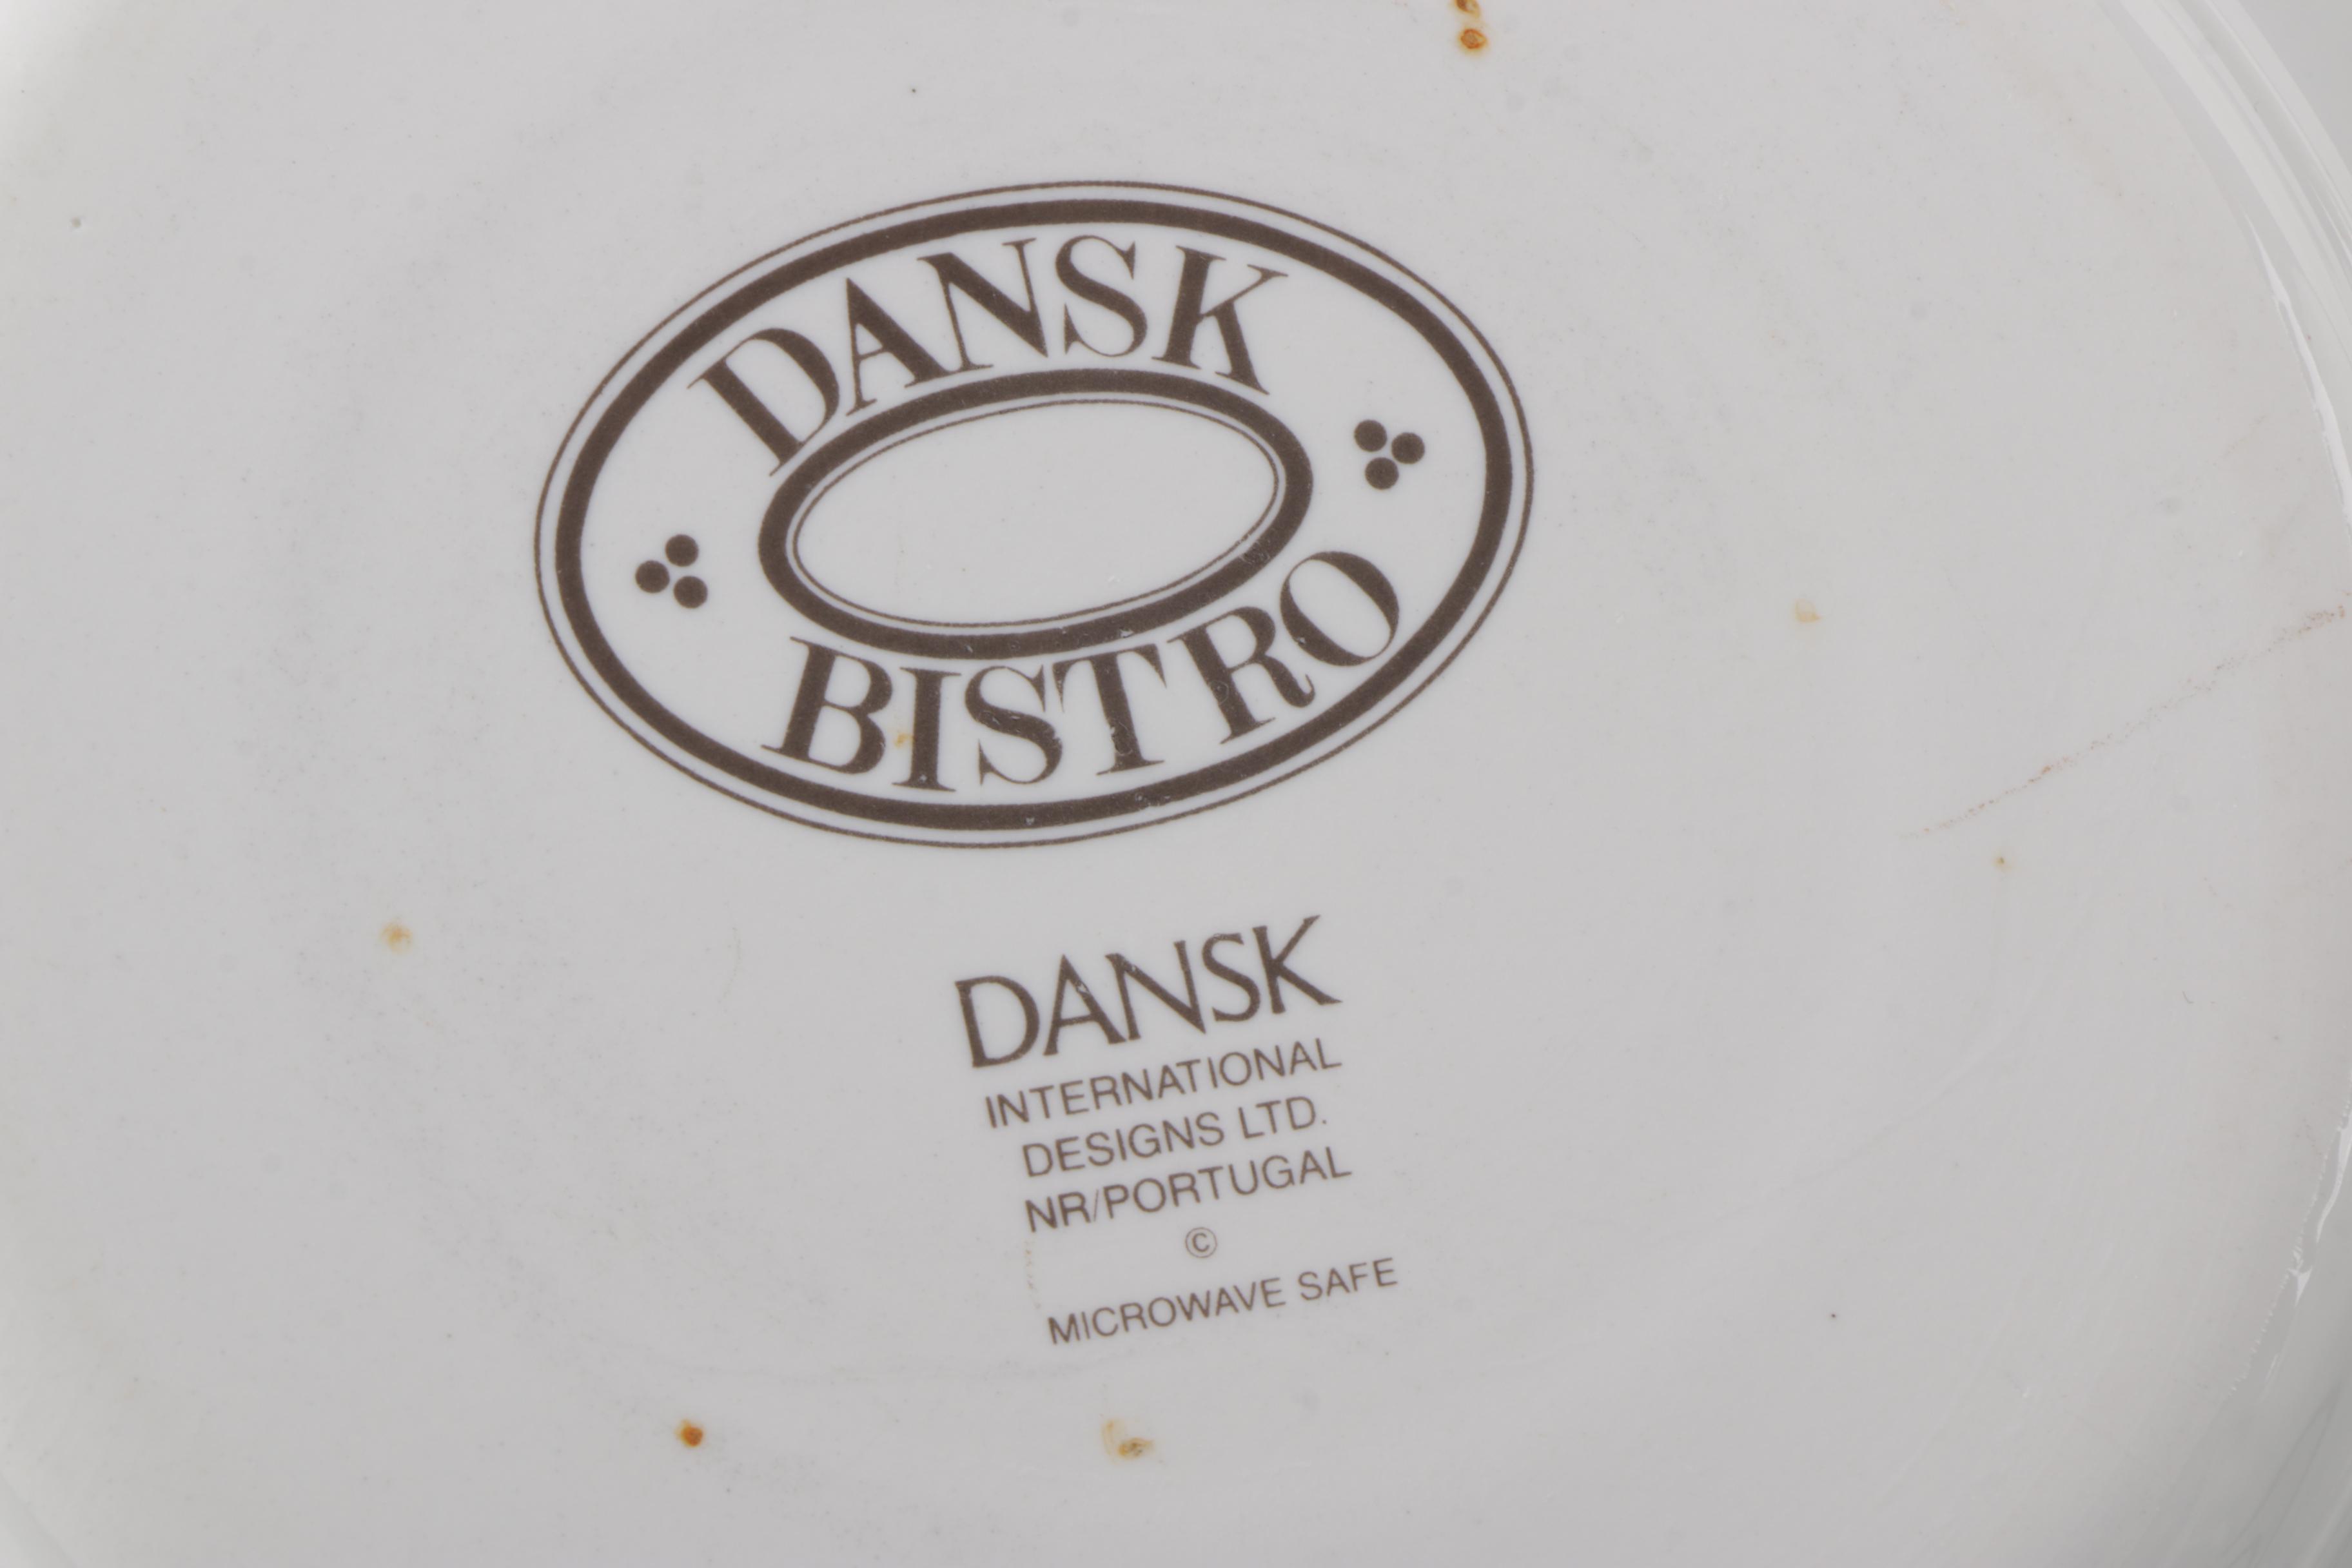 DANSK
BISTRO
DANSK
INTERNATIONAL
DESIGNS LTD.
NR/PORTUGAL
©
MICROWAVE SAFE